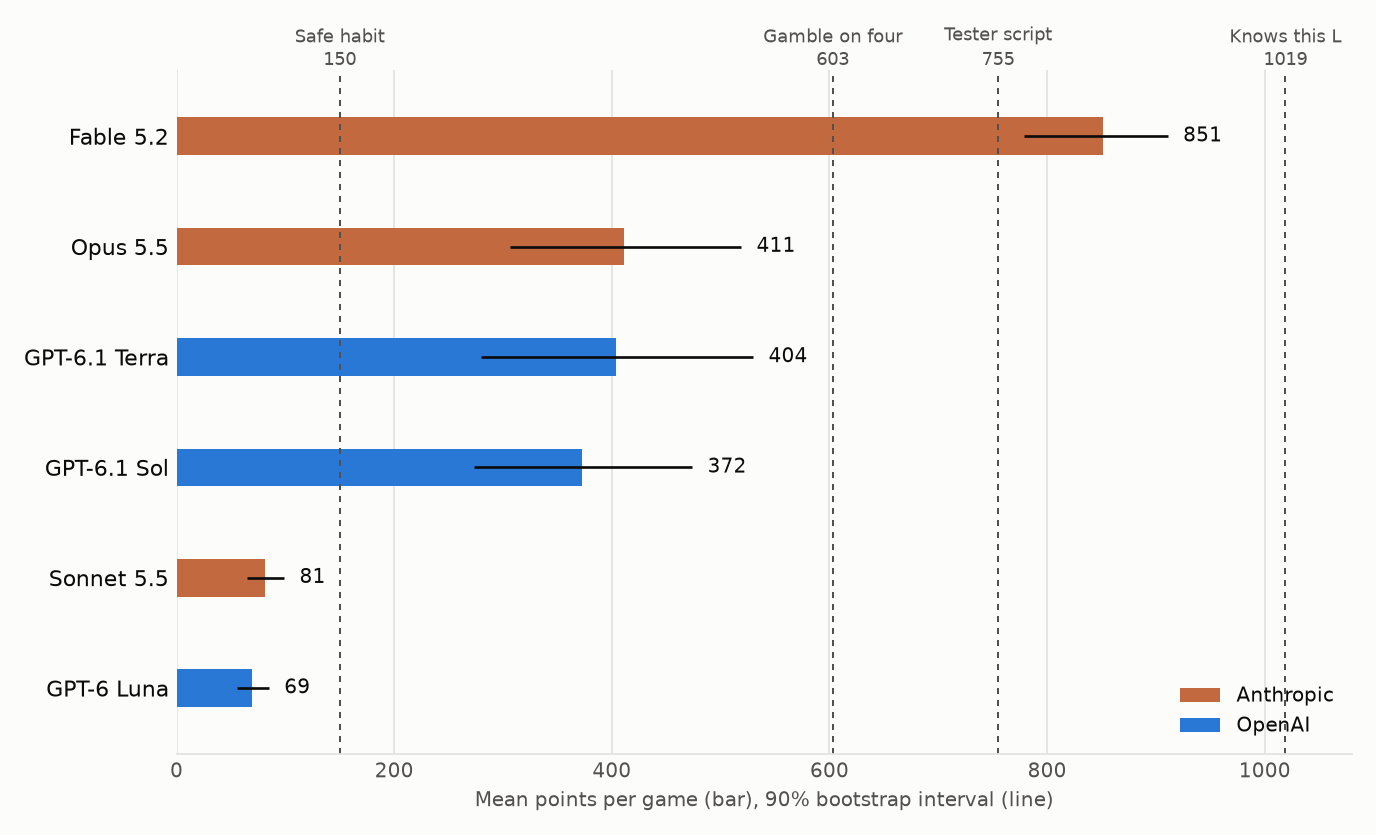 Safe habit
150
Gamble on four
603
Tester script
755
Knows this L
1019
Fable 5.2
851
Opus 5.5
411
GPT-6.1 Terra
404
GPT-6.1 Sol
372
Sonnet 5.5
81
GPT-6 Luna
69
Anthropic
OpenAI
0 200 400 600 800 1000
Mean points per game (bar), 90% bootstrap interval (line)